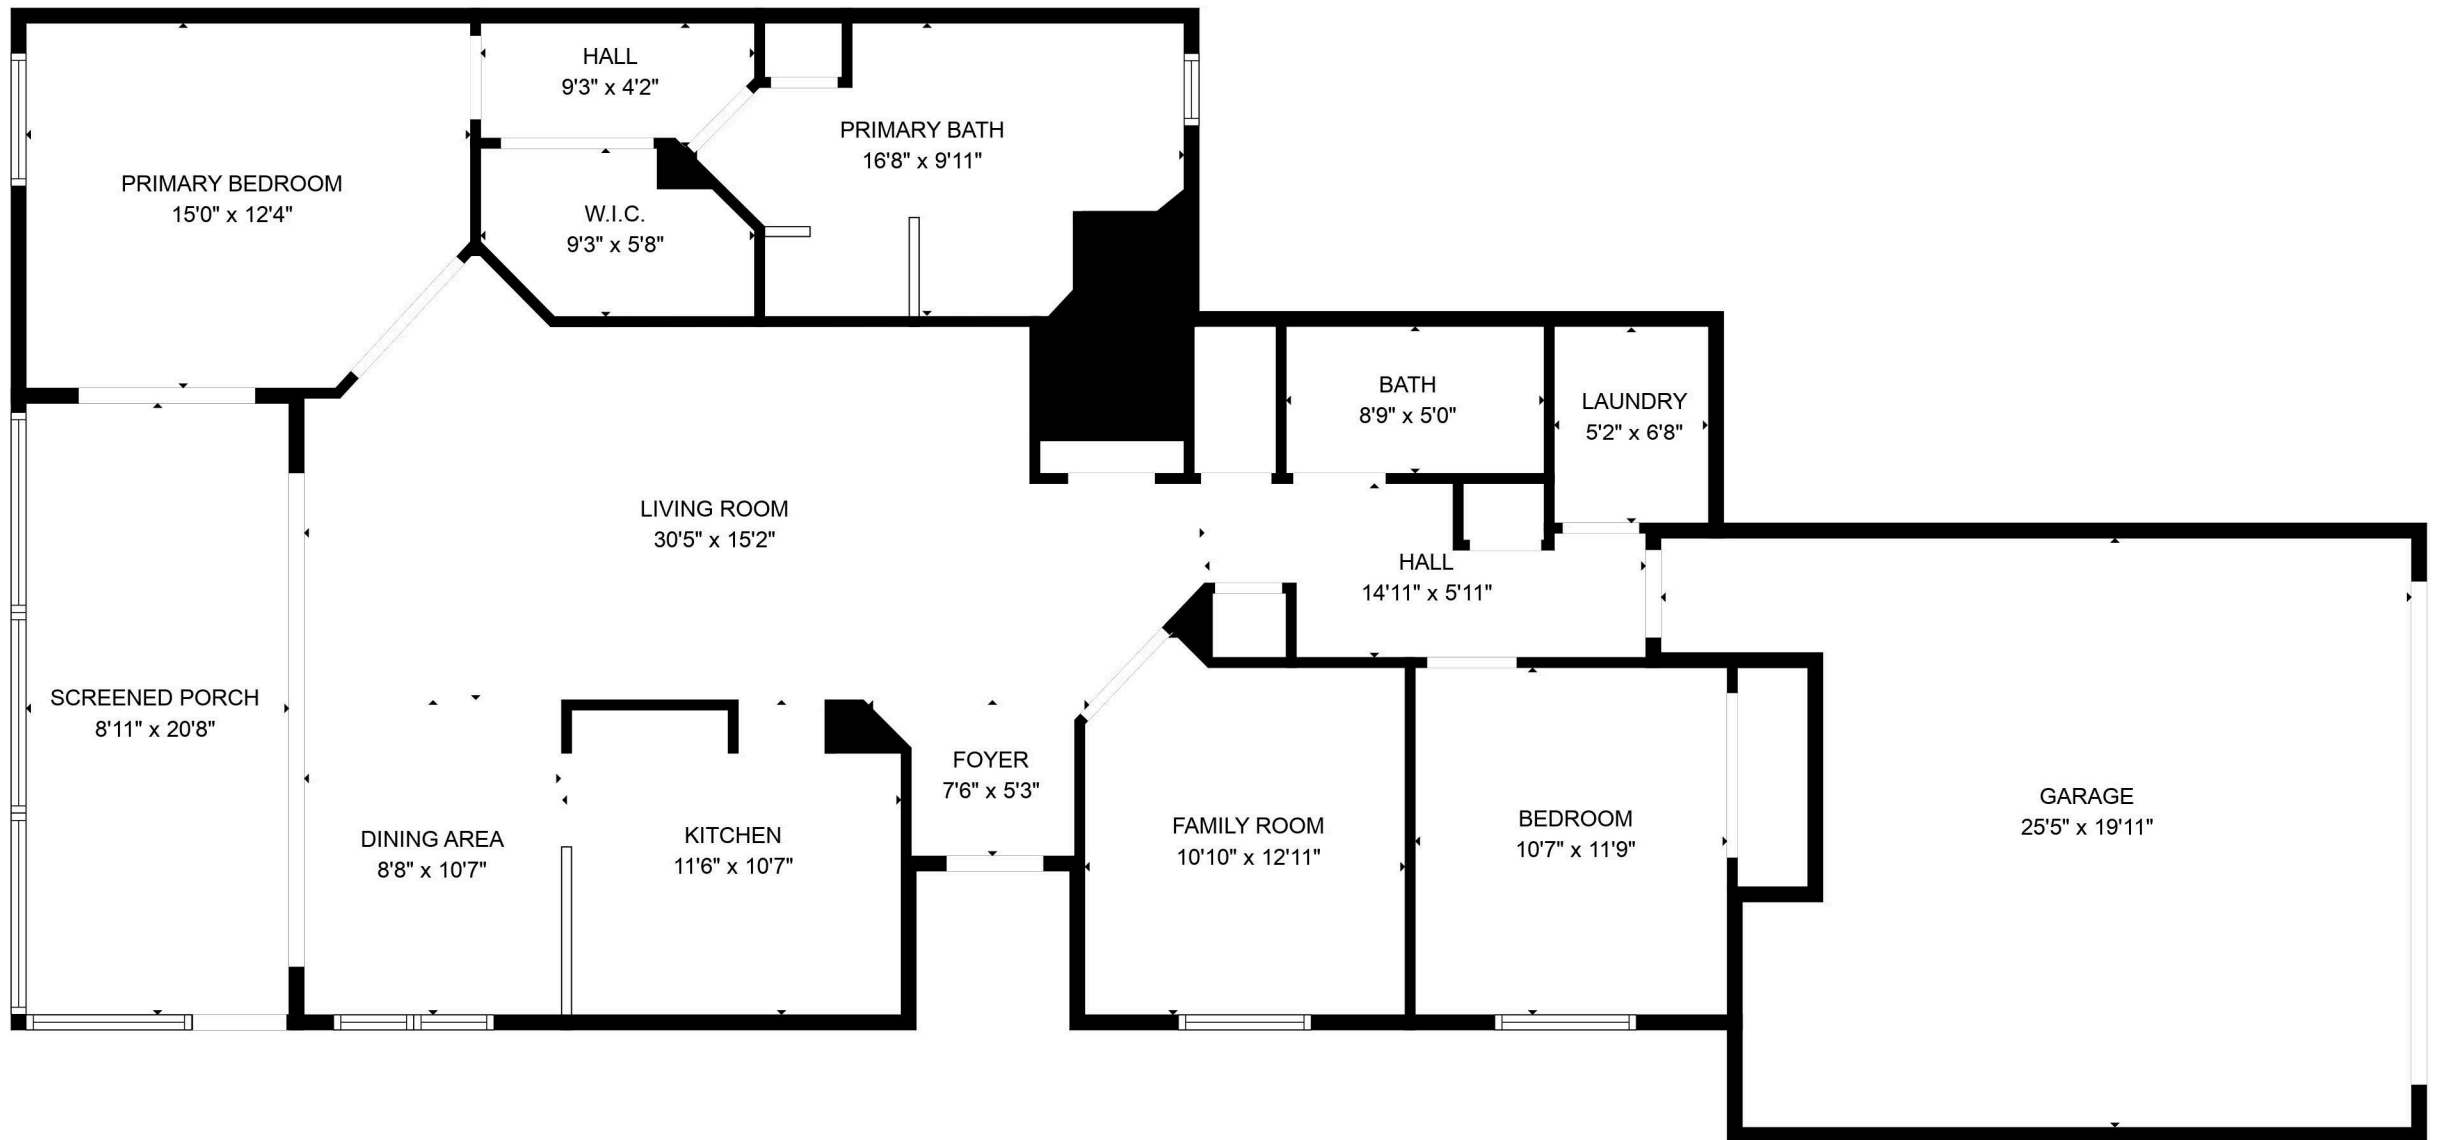 HALL
9'3" x 4'2"
PRIMARY BATH
16'8" x 9'11"
PRIMARY BEDROOM
15'0" x 12'4"
W.I.C.
9'3" x 5'8"
BATH
8'9" x 5'0"
LAUNDRY
5'2" x 6'8"
LIVING ROOM
30'5" x 15'2"
HALL
14'11" x 5'11"
SCREENED PORCH
8'11" x 20'8"
FOYER
7'6" x 5'3"
DINING AREA
8'8" x 10'7"
KITCHEN
11'6" x 10'7"
FAMILY ROOM
10'10" x 12'11"
BEDROOM
10'7" x 11'9"
GARAGE
25'5" x 19'11"